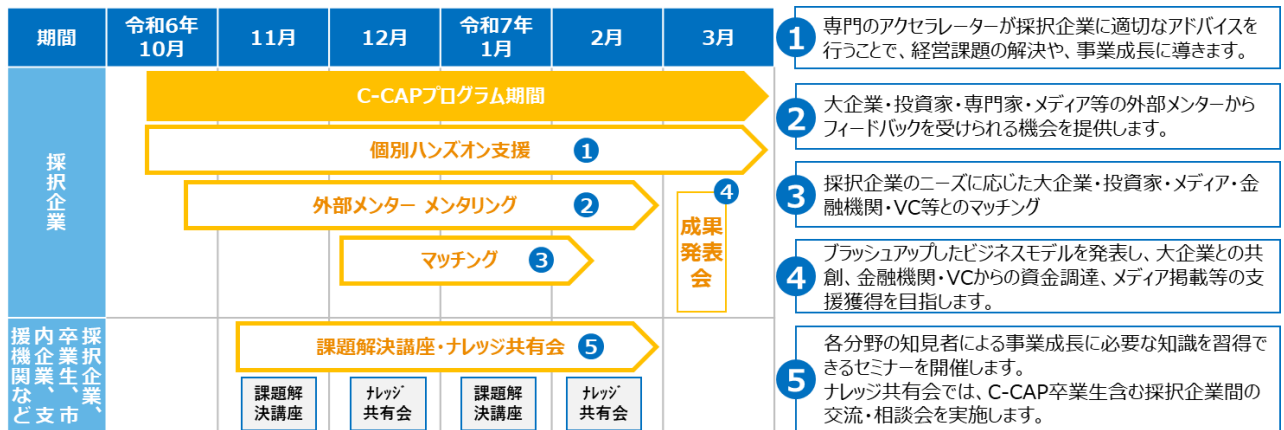 期間
令和6年
10月
11月
12月
令和7年
1月
2月
3月
採択企業
C-CAPプログラム期間
個別ハンズオン支援 1
外部メンター メンタリング 2
マッチング 3
4
成果
発表
会
採択企業、
卒業生、市
内企業、支
援機関など
課題解決講座・ナレッジ共有会 5
課題解
決講座
ナレッジ
共有会
課題解
決講座
ナレッジ
共有会
1
専門のアクセラレーターが採択企業に適切なアドバイスを
行うことで、経営課題の解決や、事業成長に導きます。
2
大企業・投資家・専門家・メディア等の外部メンターから
フィードバックを受けられる機会を提供します。
3
採択企業のニーズに応じた大企業・投資家・メディア・金
融機関・VC等とのマッチング
4
ブラッシュアップしたビジネスモデルを発表し、大企業との共
創、金融機関・VCからの資金調達、メディア掲載等の支
援獲得を目指します。
5
各分野の知見者による事業成長に必要な知識を習得で
きるセミナーを開催します。
ナレッジ共有会では、C-CAP卒業生含む採択企業間の
交流・相談会を実施します。